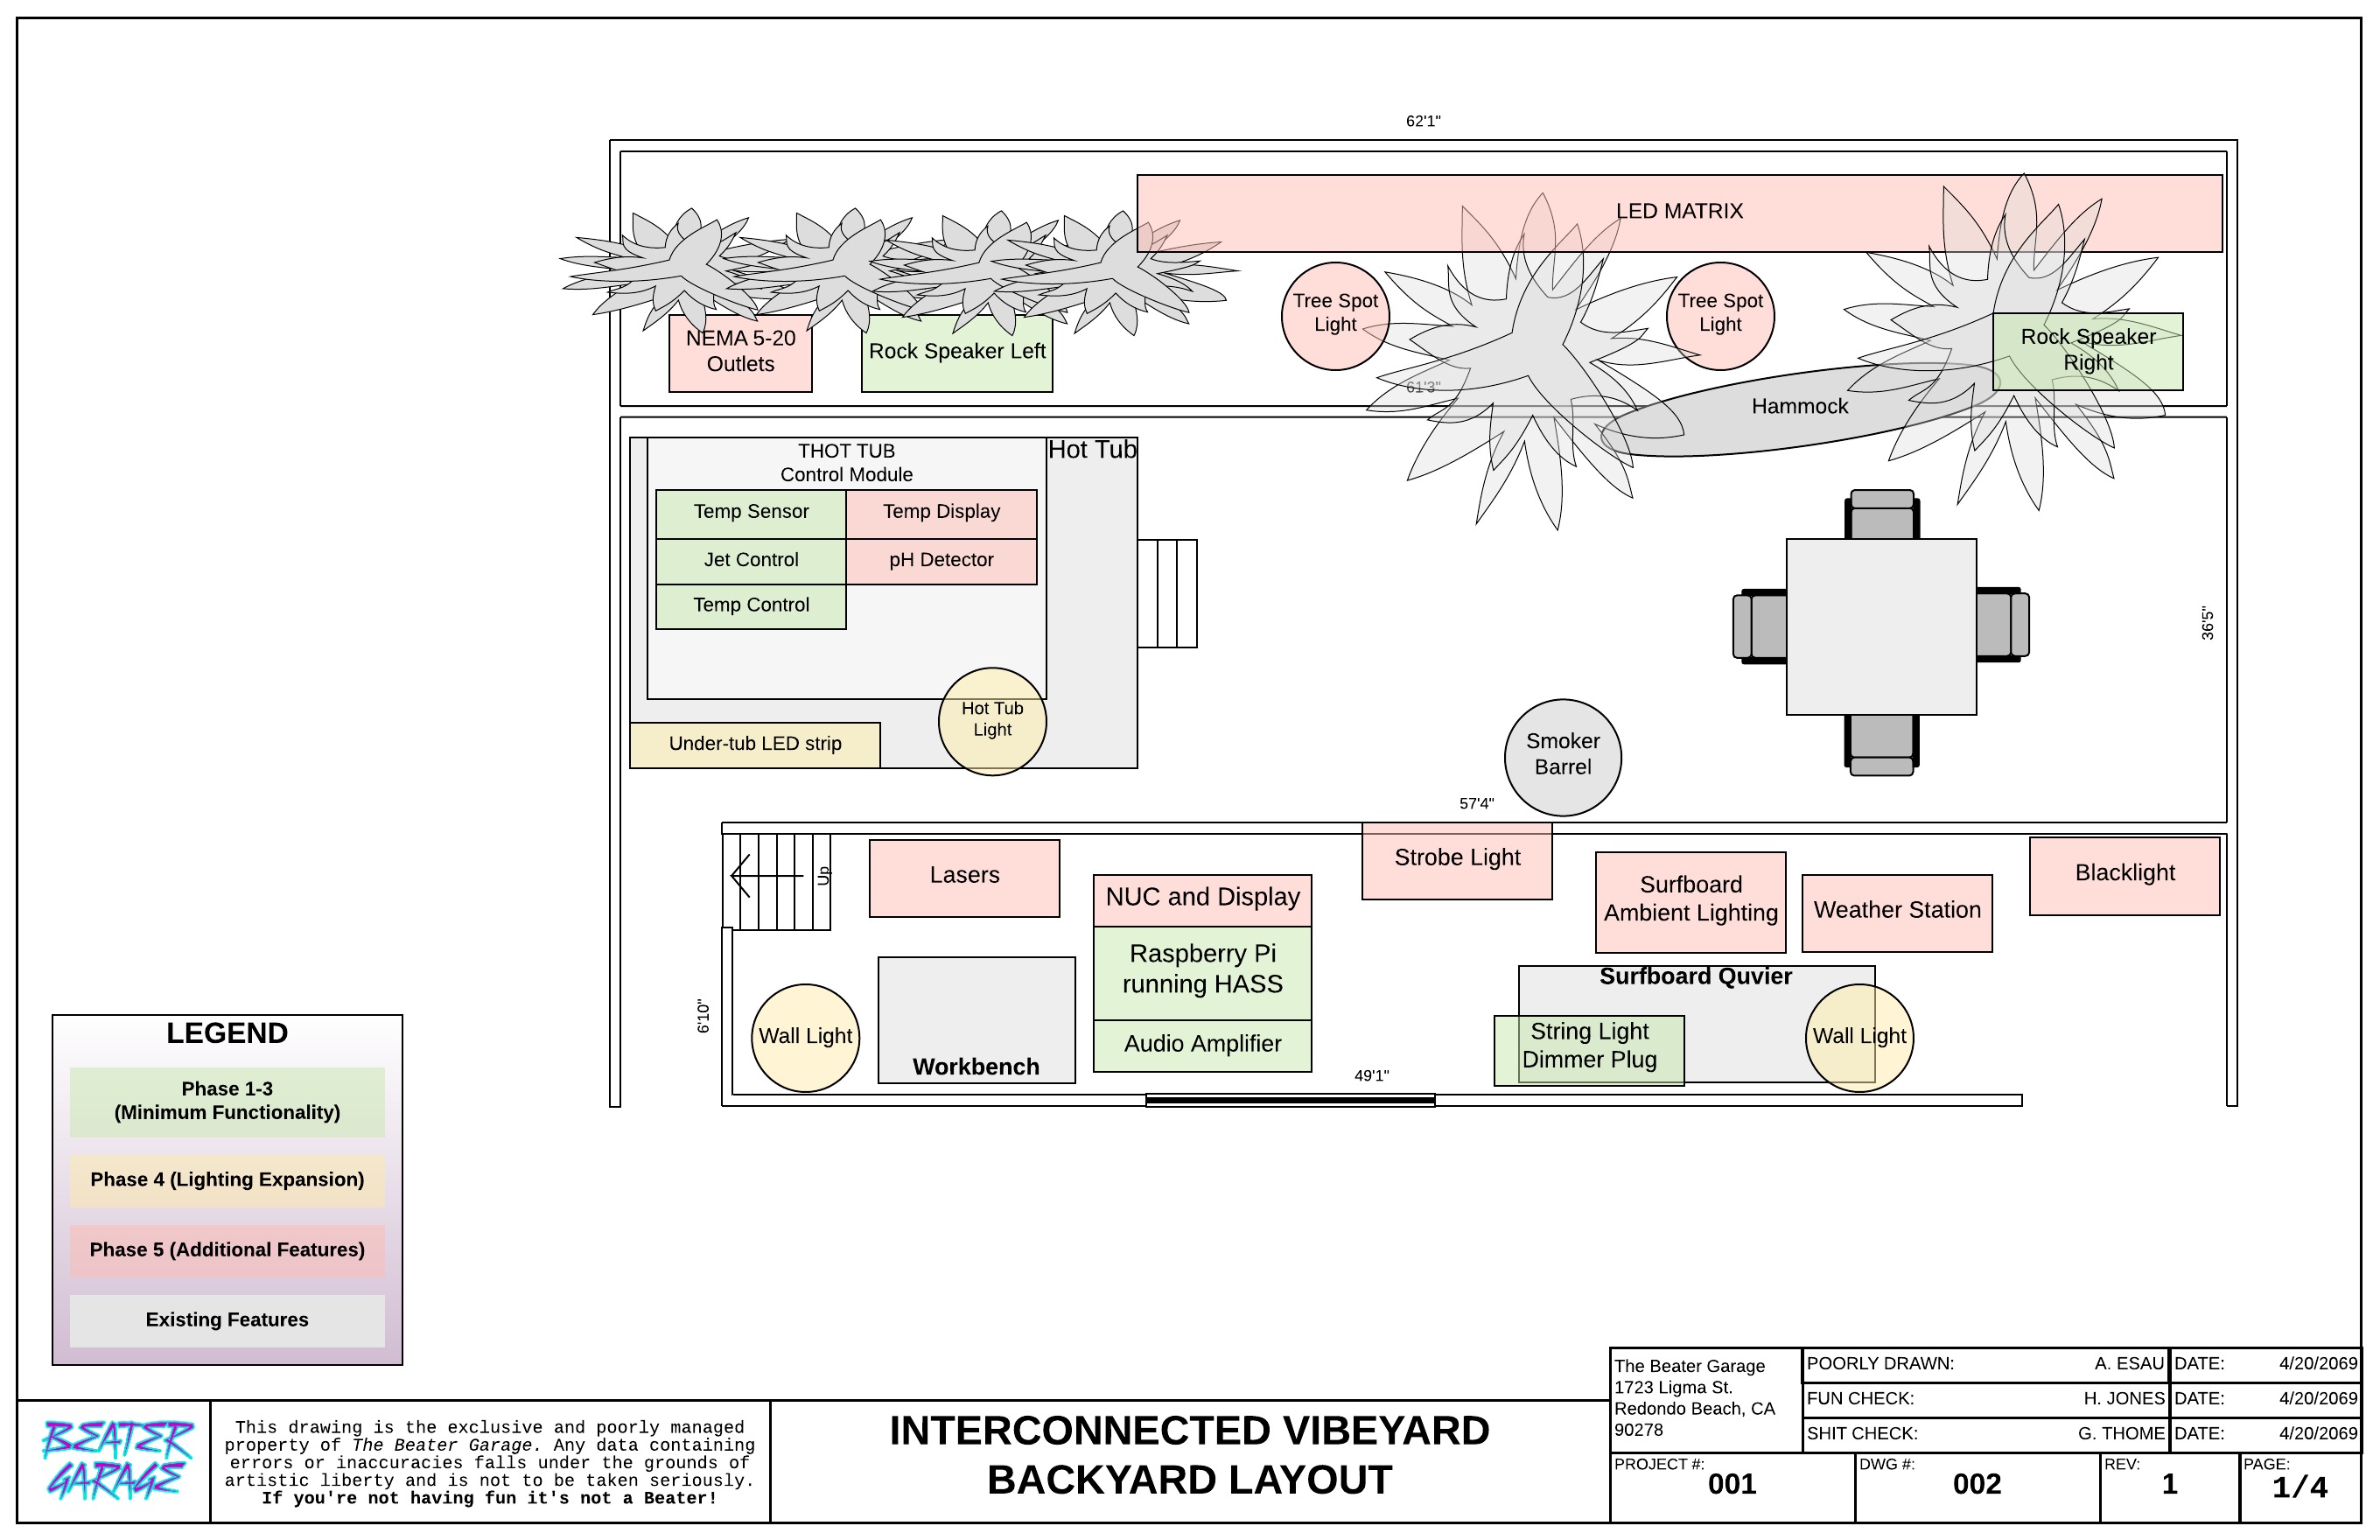 62'1"
LED MATRIX
Tree Spot
Light
Tree Spot
Light
NEMA 5-20
Outlets
Rock Speaker Left
Rock Speaker
Right
61'3"
Hammock
THOT TUB
Control Module
Hot Tub
Temp Sensor
Temp Display
Jet Control
pH Detector
Temp Control
36'5"
Hot Tub
Light
Under-tub LED strip
Smoker
Barrel
57'4"
Up
Lasers
Strobe Light
Blacklight
NUC and Display
Surfboard
Ambient Lighting
Weather Station
Raspberry Pi
running HASS
Surfboard Quvier
6'10"
Wall Light
Workbench
Audio Amplifier
String Light
Dimmer Plug
Wall Light
49'1"
LEGEND
Phase 1-3
(Minimum Functionality)
Phase 4 (Lighting Expansion)
Phase 5 (Additional Features)
Existing Features
BEATER
GARAGE
This drawing is the exclusive and poorly managed
property of The Beater Garage. Any data containing
errors or inaccuracies falls under the grounds of
artistic liberty and is not to be taken seriously.
If you're not having fun it's not a Beater!
INTERCONNECTED VIBEYARD
BACKYARD LAYOUT
The Beater Garage
1723 Ligma St.
Redondo Beach, CA
90278
POORLY DRAWN: A. ESAU DATE: 4/20/2069
FUN CHECK: H. JONES DATE: 4/20/2069
SHIT CHECK: G. THOME DATE: 4/20/2069
PROJECT #: 001
DWG #: 002
REV: 1
PAGE: 1/4